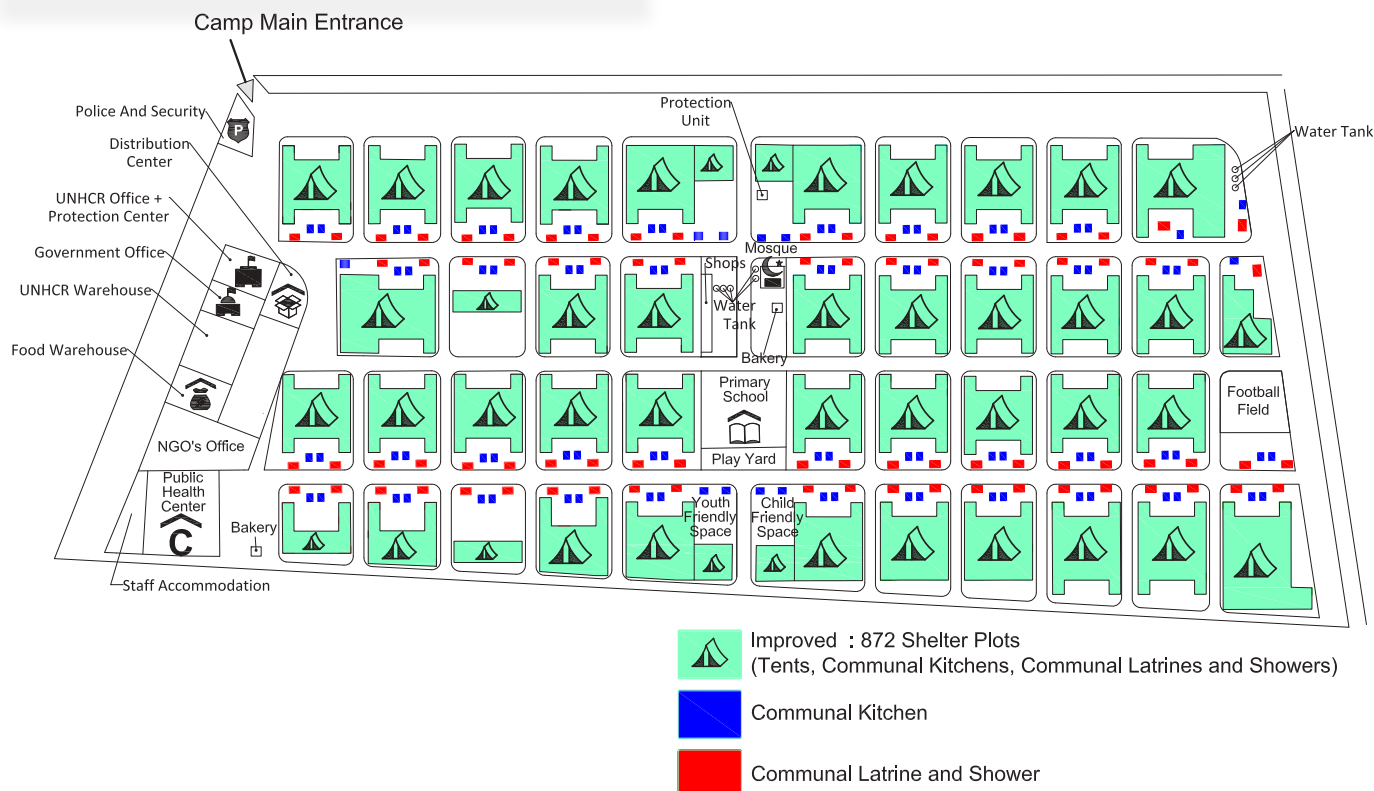 Camp Main Entrance
Police And Security
Distribution
Center
UNHCR Office +
Protection Center
Government Office
UNHCR Warehouse
Food Warehouse
NGO's Office
Public
Health
Center
C
Bakery
Staff Accommodation
P
Protection
Unit
Water Tank
Mosque
Shops
Water
Tank
Bakery
Primary
School
Play Yard
Football
Field
Youth
Friendly
Space
Child
Friendly
Space
Improved : 872 Shelter Plots
(Tents, Communal Kitchens, Communal Latrines and Showers)
Communal Kitchen
Communal Latrine and Shower